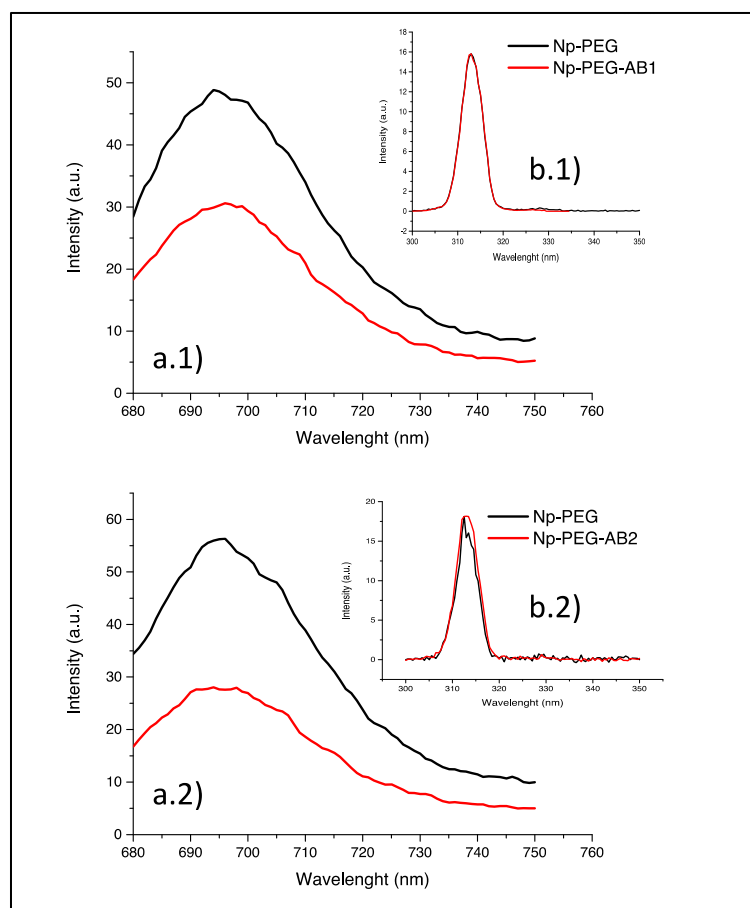 Np-PEG
Np-PEG-AB1
b.1)
Intensity (a.u.)
18
16
14
12
10
8
6
4
2
0
-2
300 310 320 330 340 350
Wavelenght (nm)
Intensity (a.u.)
50
40
30
20
10
0
a.1)
680 690 700 710 720 730 740 750 760
Wavelenght (nm)
Np-PEG
Np-PEG-AB2
b.2)
Intensity (a.u.)
20
15
10
5
0
300 310 320 330 340 350
Wavelenght (nm)
Intensity (a.u.)
60
50
40
30
20
10
0
a.2)
680 690 700 710 720 730 740 750 760
Wavelenght (nm)